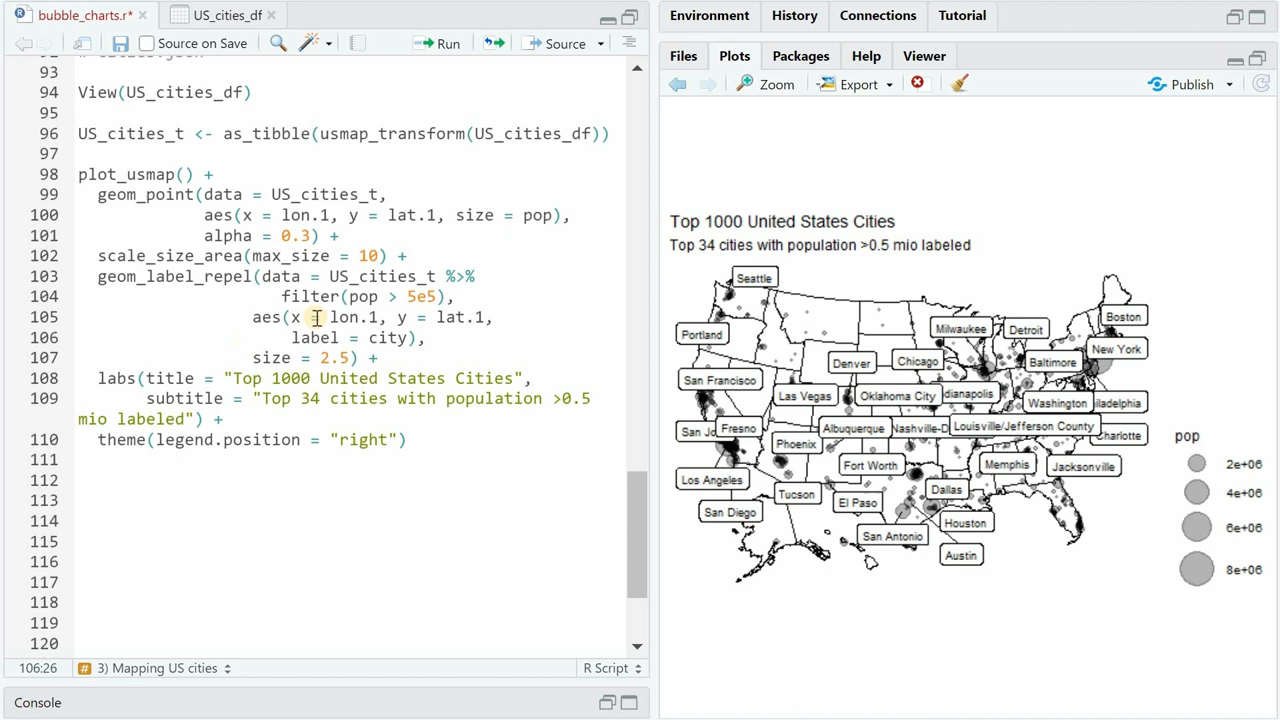 bubble_charts.r*
US_cities_df
Environment
History
Connections
Tutorial
Source on Save
Run
Source
Files
Plots
Packages
Help
Viewer
Zoom
Export
Publish
93
94 View(US_cities_df)
95
96 US_cities_t <- as_tibble(usmap_transform(US_cities_df))
97
98 plot_usmap() +
99 geom_point(data = US_cities_t,
100 aes(x = lon.1, y = lat.1, size = pop),
101 alpha = 0.3) +
102 scale_size_area(max_size = 10) +
103 geom_label_repel(data = US_cities_t %>%
104 filter(pop > 5e5),
105 aes(x = lon.1, y = lat.1,
106 label = city),
107 size = 2.5) +
108 labs(title = "Top 1000 United States Cities",
109 subtitle = "Top 34 cities with population >0.5
mio labeled") +
110 theme(legend.position = "right")
111
112
113
114
115
116
117
118
119
120
106:26
# 3) Mapping US cities
R Script
Console
Top 1000 United States Cities
Top 34 cities with population >0.5 mio labeled
Seattle
Boston
Portland
Milwaukee
Detroit
New York
Denver
Chicago
Baltimore
San Francisco
Las Vegas
Oklahoma City
dianapolis
Washington
iladelphia
San Jo
Fresno
Albuquerque
Nashville-D
Louisville/Jefferson County
Charlotte
Phoenix
Fort Worth
Memphis
Jacksonville
Los Angeles
Tucson
El Paso
Dallas
San Diego
Houston
San Antonio
Austin
pop
2e+06
4e+06
6e+06
8e+06